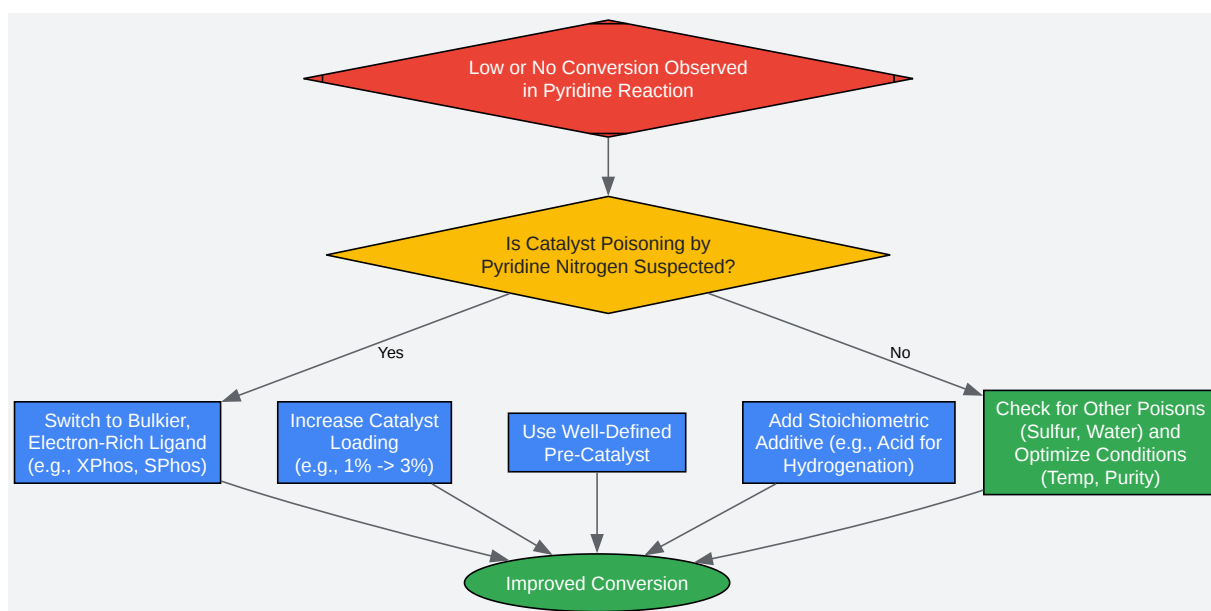 Low or No Conversion Observed
in Pyridine Reaction
Is Catalyst Poisoning by
Pyridine Nitrogen Suspected?
Yes
No
Switch to Bulkier,
Electron-Rich Ligand
(e.g., XPhos, SPhos)
Increase Catalyst
Loading
(e.g., 1% -> 3%)
Use Well-Defined
Pre-Catalyst
Add Stoichiometric
Additive (e.g., Acid for
Hydrogenation)
Check for Other Poisons
(Sulfur, Water) and
Optimize Conditions
(Temp, Purity)
Improved Conversion